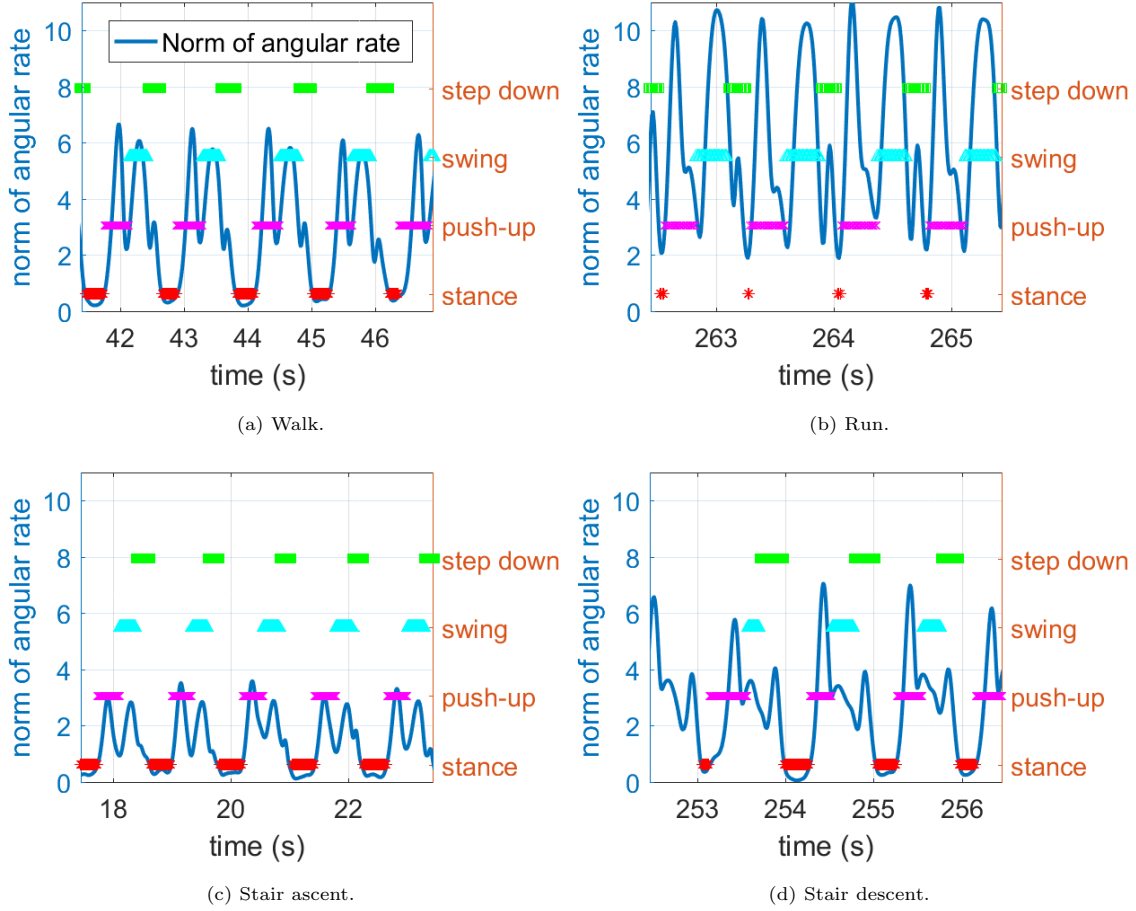 Norm of angular rate
norm of angular rate
10
8
6
4
2
0
step down
swing
push-up
stance
42 43 44 45 46
time (s)
(a) Walk.
norm of angular rate
10
8
6
4
2
0
step down
swing
push-up
stance
263 264 265
time (s)
(b) Run.
norm of angular rate
10
8
6
4
2
0
step down
swing
push-up
stance
18 20 22
time (s)
(c) Stair ascent.
norm of angular rate
10
8
6
4
2
0
step down
swing
push-up
stance
253 254 255 256
time (s)
(d) Stair descent.